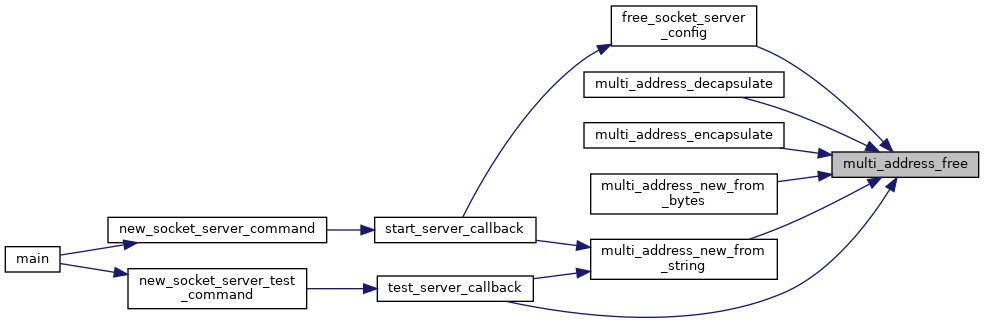 free_socket_server
_config
multi_address_decapsulate
multi_address_encapsulate
multi_address_free
multi_address_new_from
_bytes
new_socket_server_command
start_server_callback
multi_address_new_from
_string
main
new_socket_server_test
_command
test_server_callback